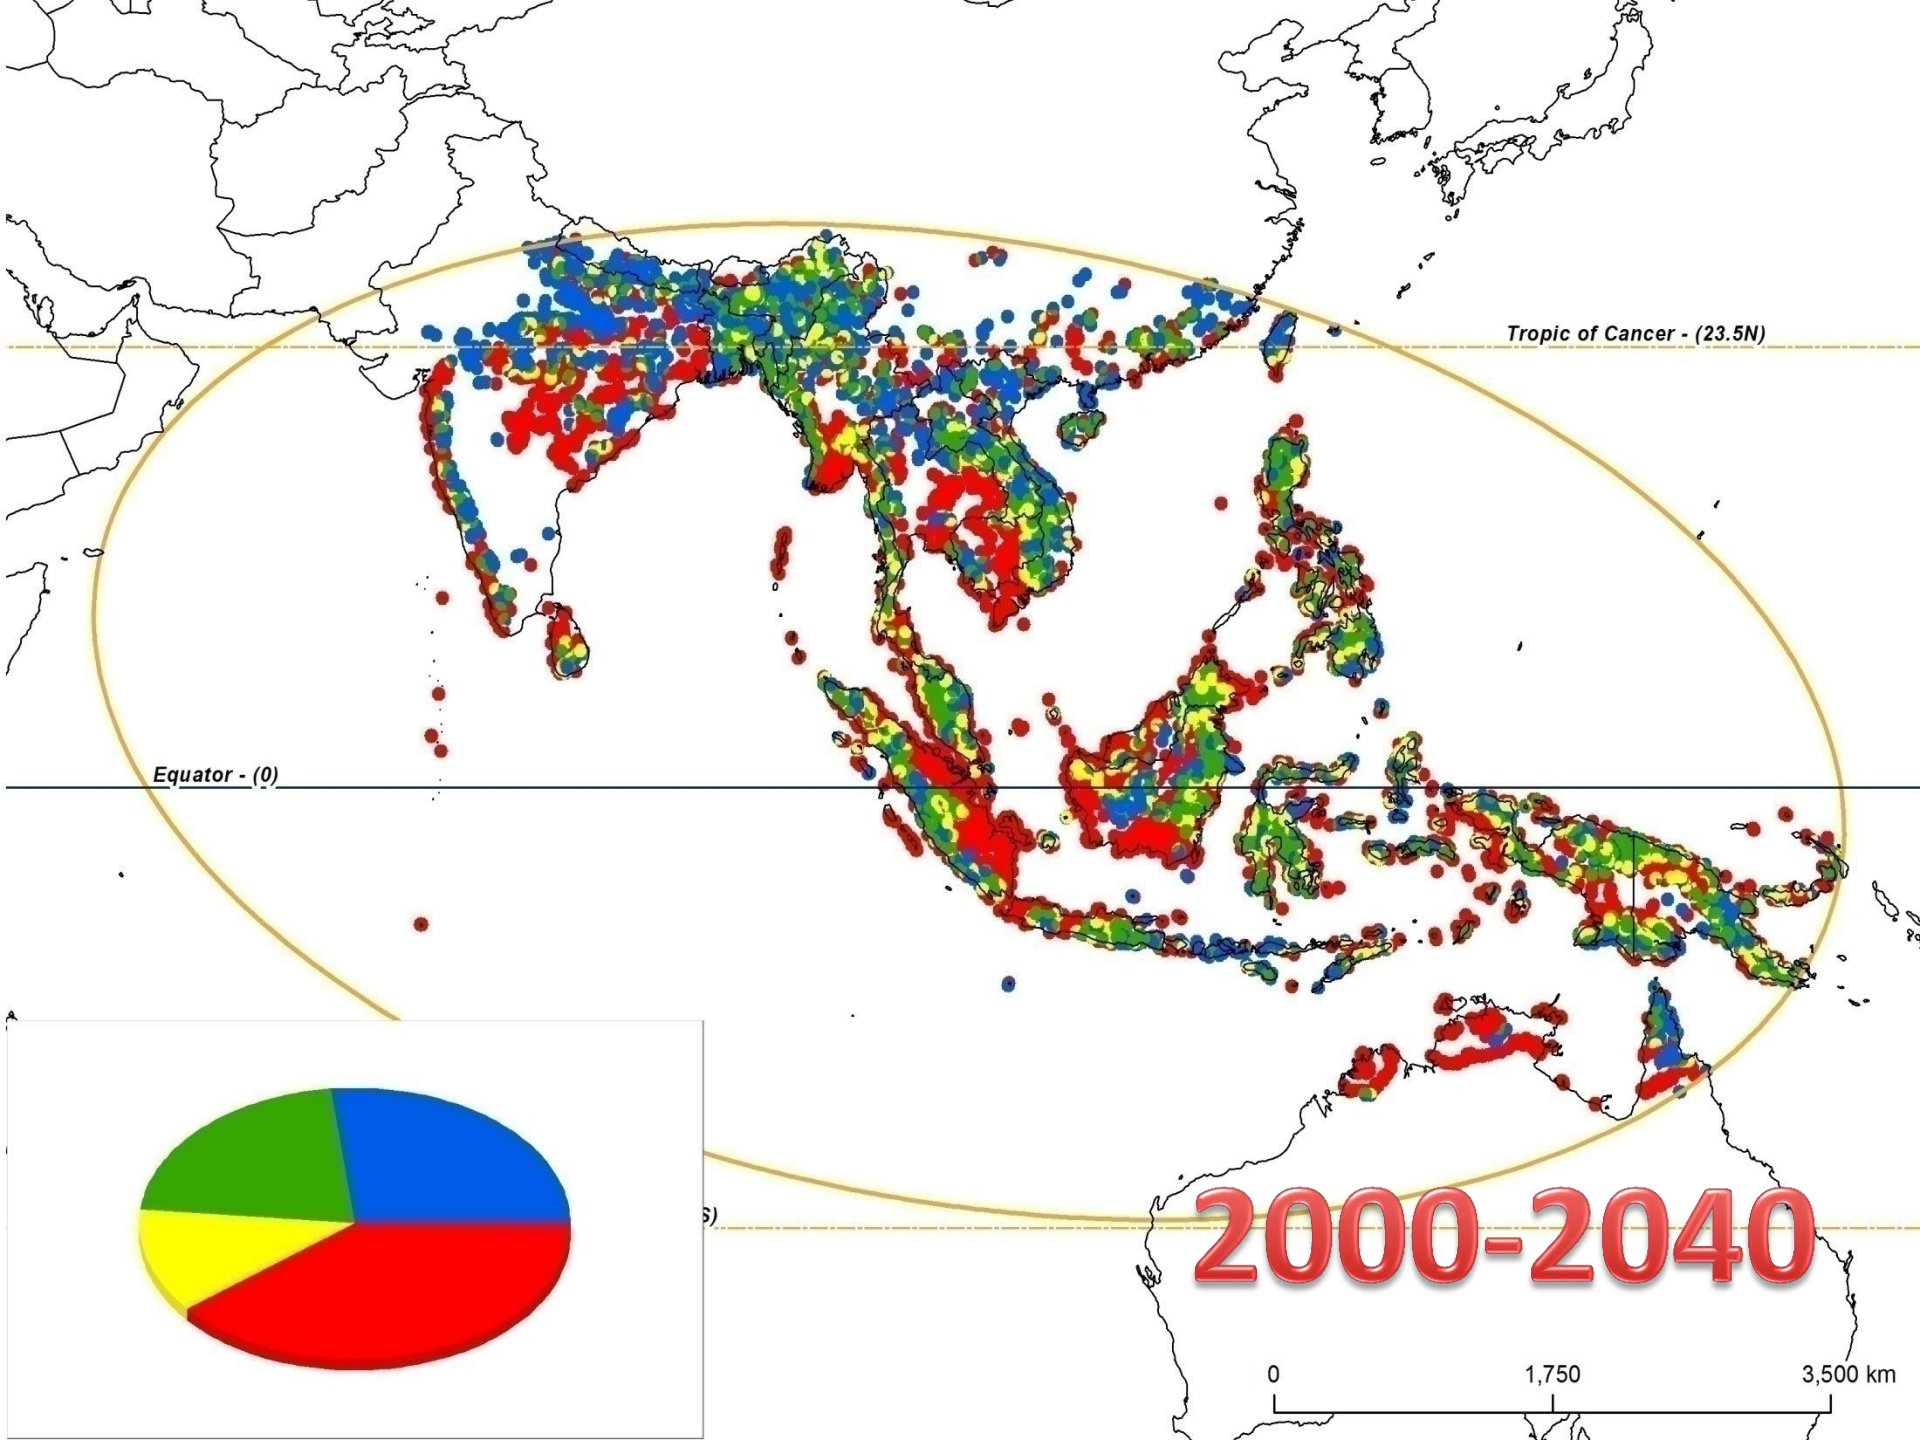 Tropic of Cancer - (23.5N)
Equator - (0)
S)
2000-2040
0 1,750 3,500 km